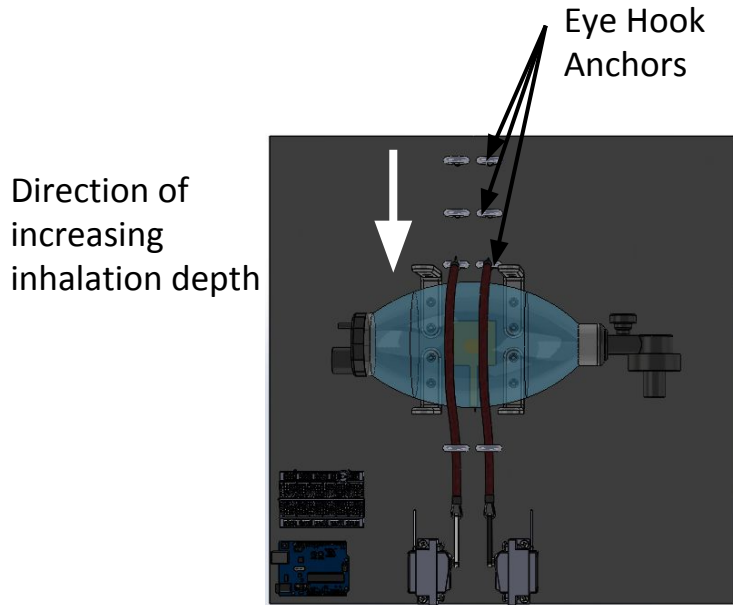 Eye Hook
Anchors
Direction of
increasing
inhalation depth